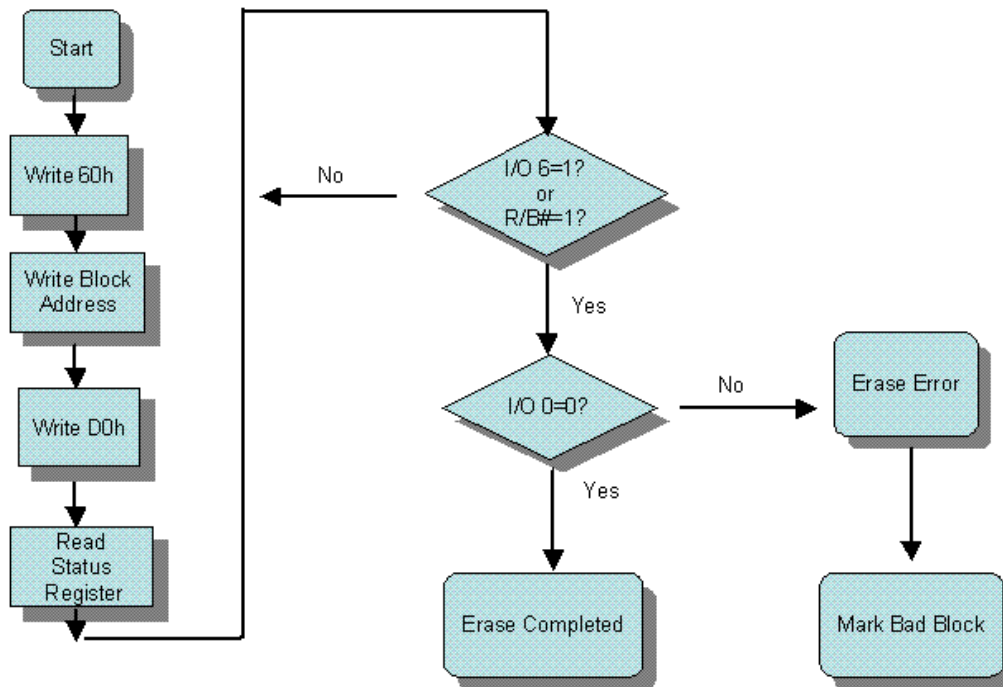 Start
Write 60h
Write Block
Address
Write D0h
Read
Status
Register
I/O 6=1?
or
R/B#=1?
No
Yes
I/O 0=0?
No
Yes
Erase Error
Erase Completed
Mark Bad Block